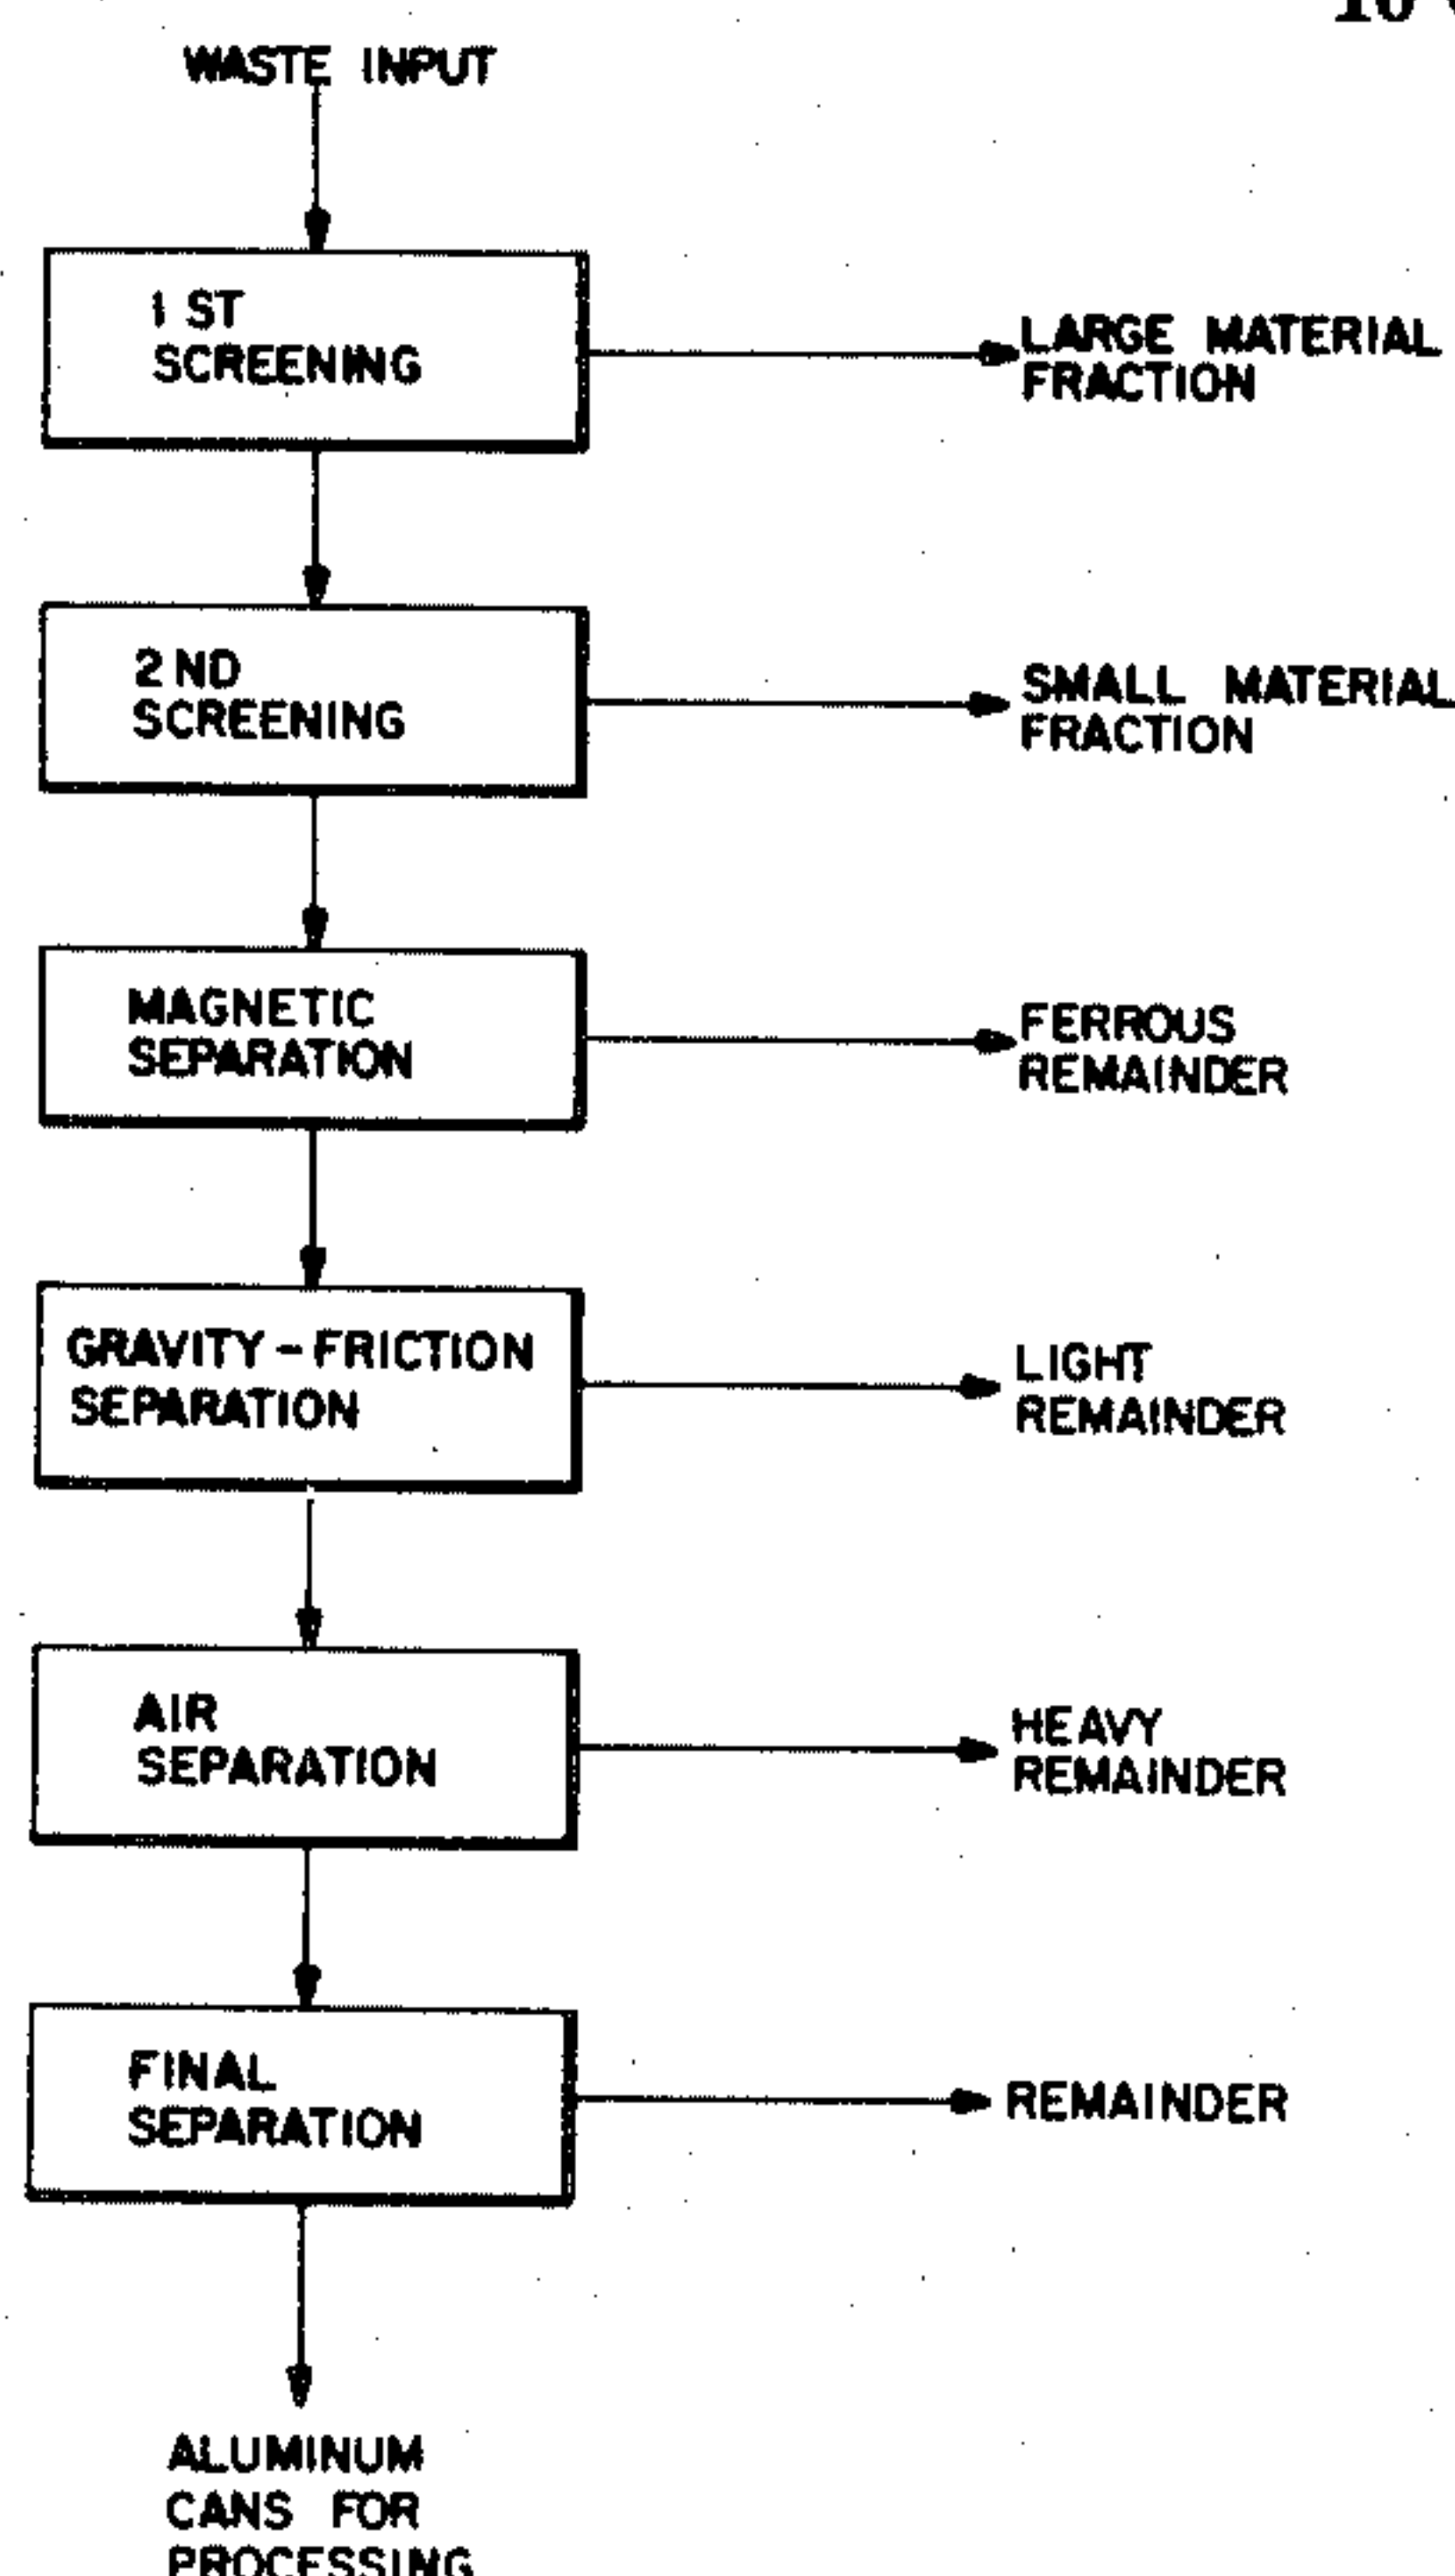 WASTE INPUT
1 ST
SCREENING
LARGE MATERIAL
FRACTION
2 ND
SCREENING
SMALL MATERIAL
FRACTION
MAGNETIC
SEPARATION
FERROUS
REMAINDER
GRAVITY - FRICTION
SEPARATION
LIGHT
REMAINDER
AIR
SEPARATION
HEAVY
REMAINDER
FINAL
SEPARATION
REMAINDER
ALUMINUM
CANS FOR
PROCESSING